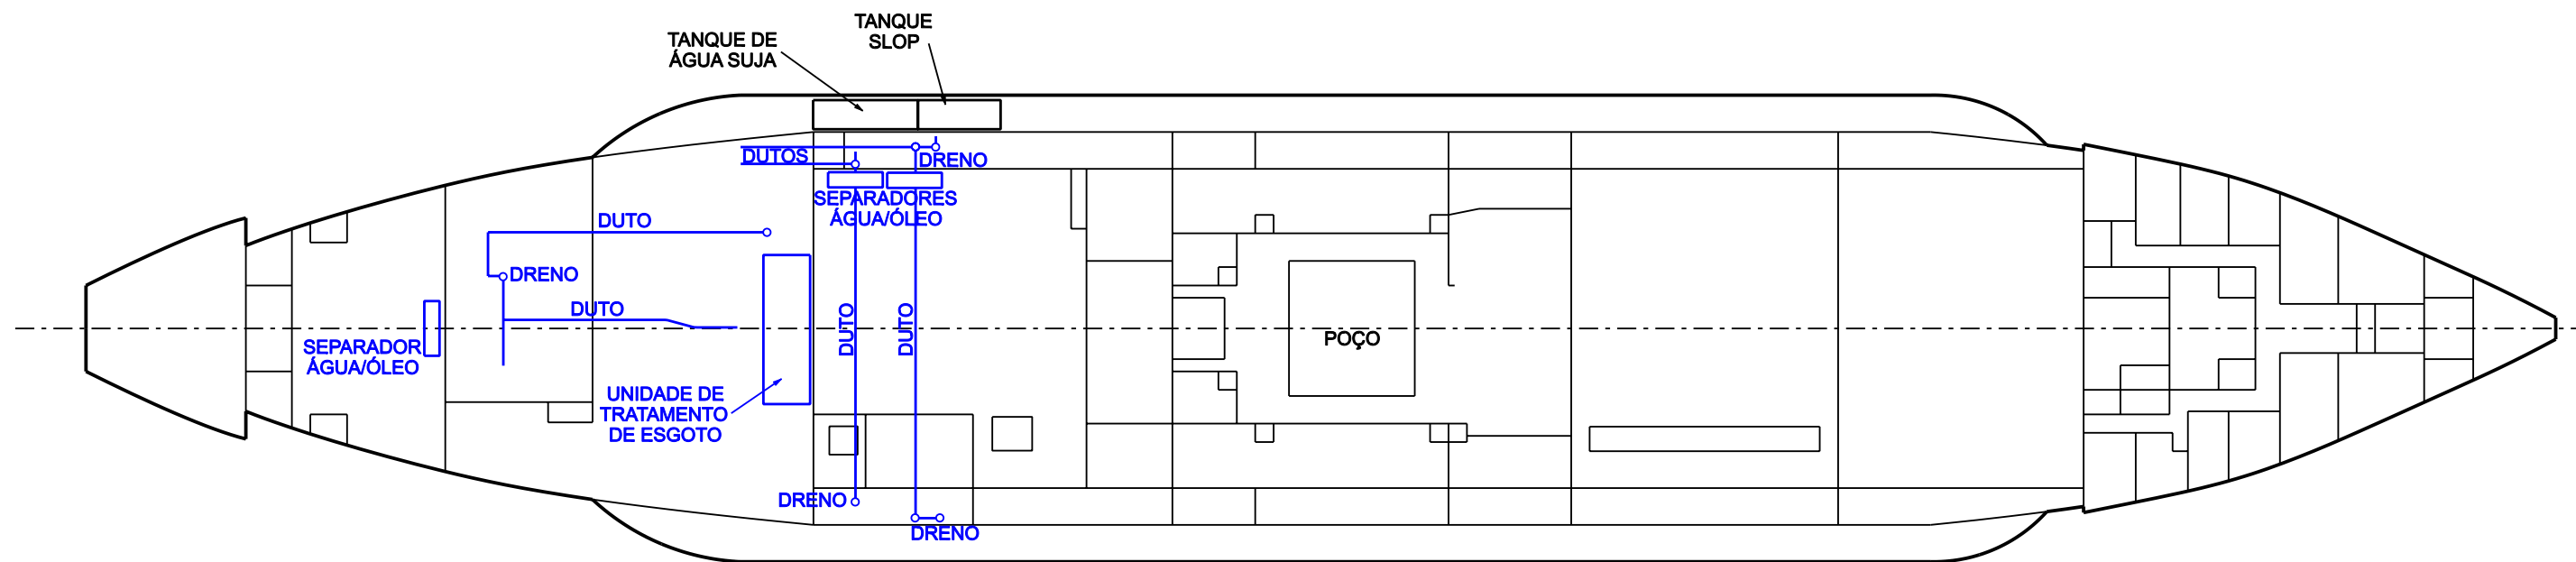 TANQUE
SLOP
TANQUE DE
ÁGUA SUJA
DUTOS
DRENO
SEPARADORES
ÁGUA/ÓLEO
DUTO
DRENO
DUTO
DUTO
DUTO
SEPARADOR
ÁGUA/ÓLEO
POÇO
UNIDADE DE
TRATAMENTO
DE ESGOTO
DRENO
DRENO